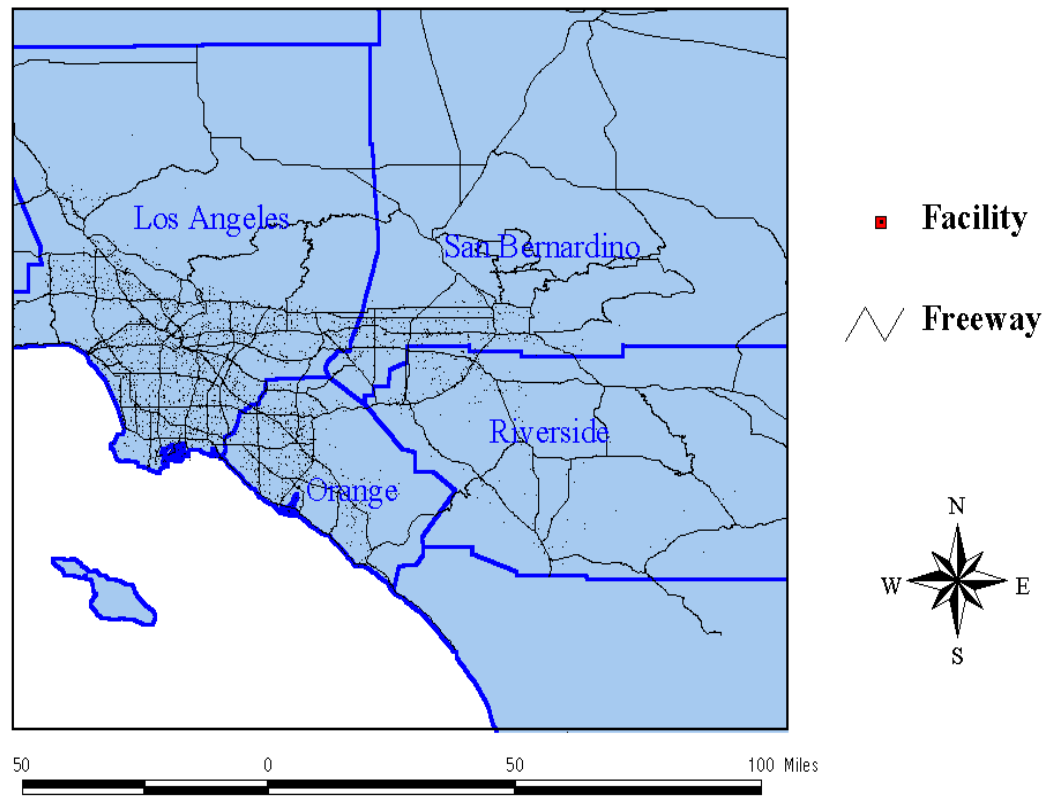 Los Angeles
San Bernardino
Riverside
Orange
Facility
Freeway
N
W E
S
50 0 50 100 Miles